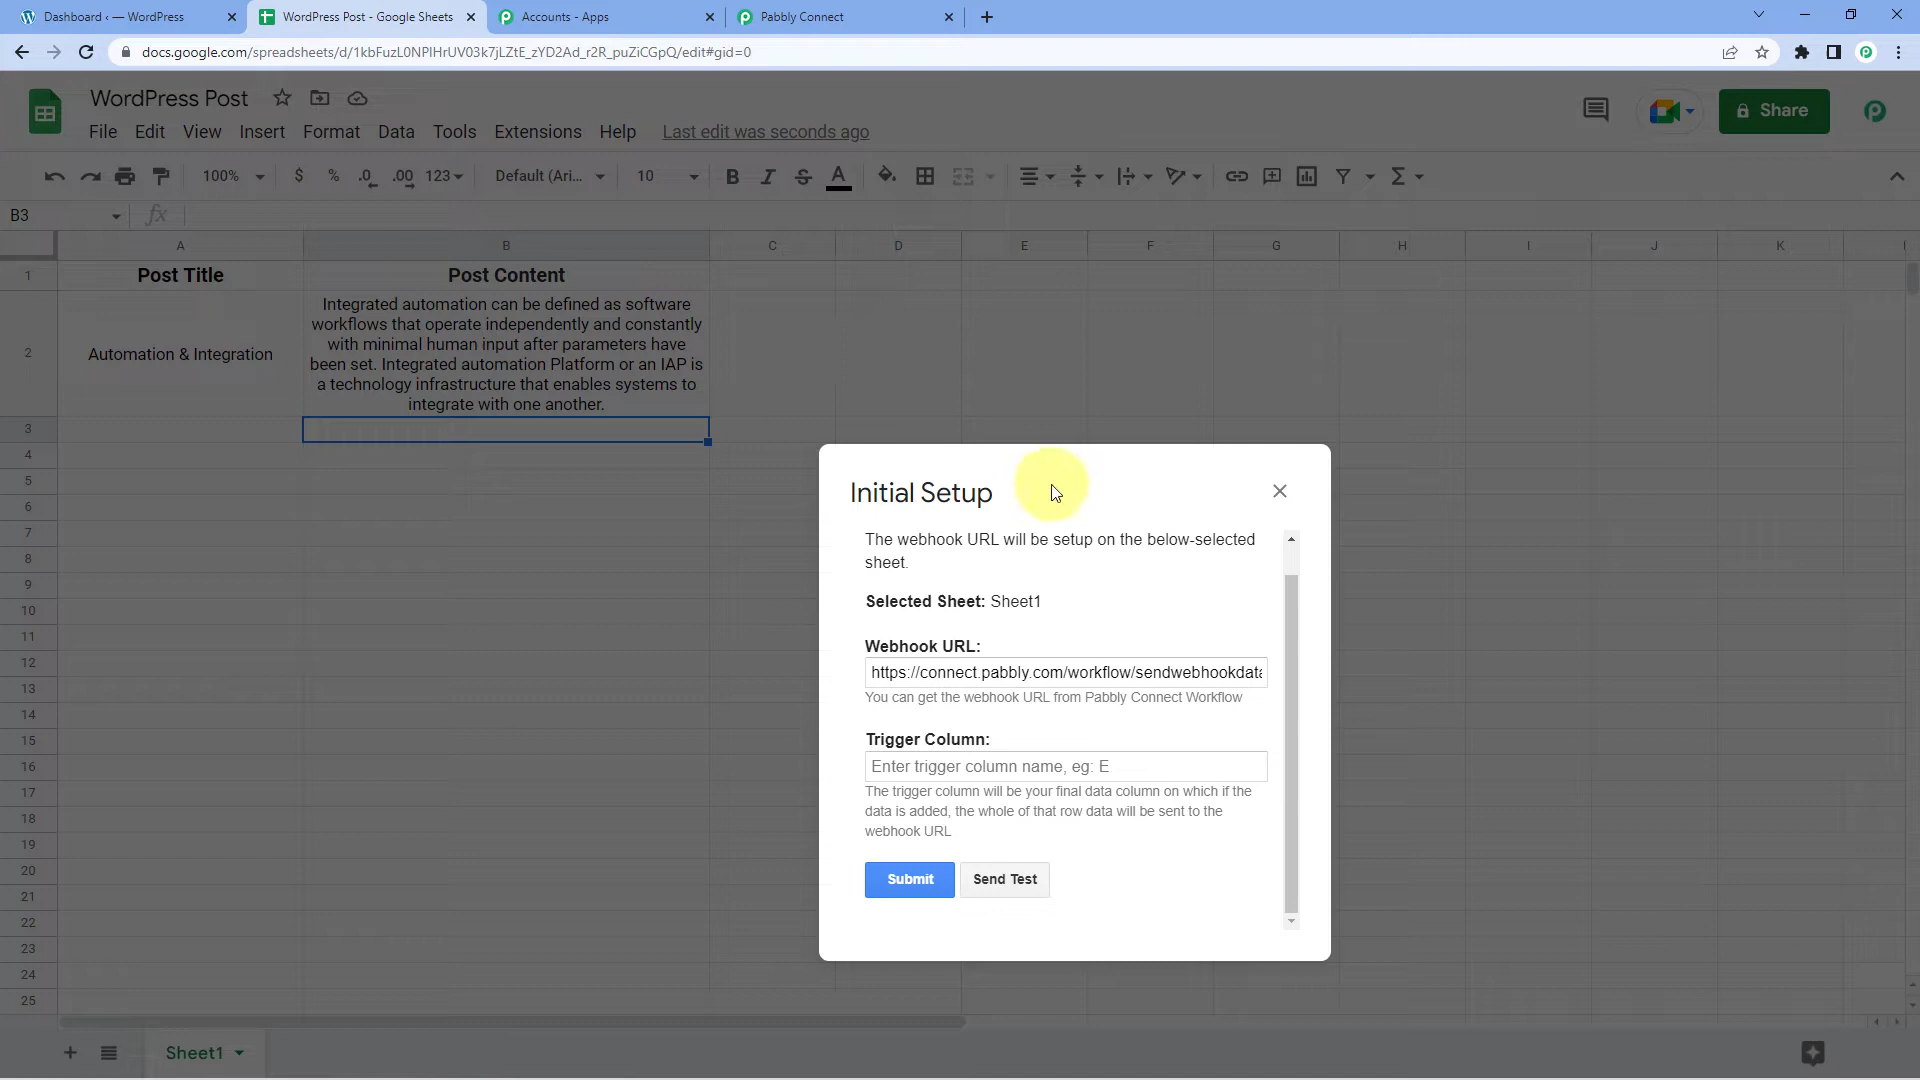 Dashboard ‹ — WordPress
WordPress Post - Google Sheets
Accounts - Apps
Pabbly Connect
docs.google.com/spreadsheets/d/1kbFuzL0NPIHrUV03k7jLZtE_zYD2Ad_r2R_puZiCGpQ/edit#gid=0
WordPress Post
Share
File Edit View Insert Format Data Tools Extensions Help Last edit was seconds ago
100% $ % .0 .00 123 Default (Ari... 10 B I S A Σ
B3 fx
A B C D E F G H I J K
1 Post Title Post Content
2
Automation & Integration
Integrated automation can be defined as software
workflows that operate independently and constantly
with minimal human input after parameters have
been set. Integrated automation Platform or an IAP is
a technology infrastructure that enables systems to
integrate with one another.
3
4
5
6
7
8
9
10
11
12
13
14
15
16
17
18
19
20
21
22
23
24
25
Initial Setup
The webhook URL will be setup on the below-selected
sheet.
Selected Sheet: Sheet1
Webhook URL:
https://connect.pabbly.com/workflow/sendwebhookdata
You can get the webhook URL from Pabbly Connect Workflow
Trigger Column:
Enter trigger column name, eg: E
The trigger column will be your final data column on which if the
data is added, the whole of that row data will be sent to the
webhook URL
Submit Send Test
Sheet1